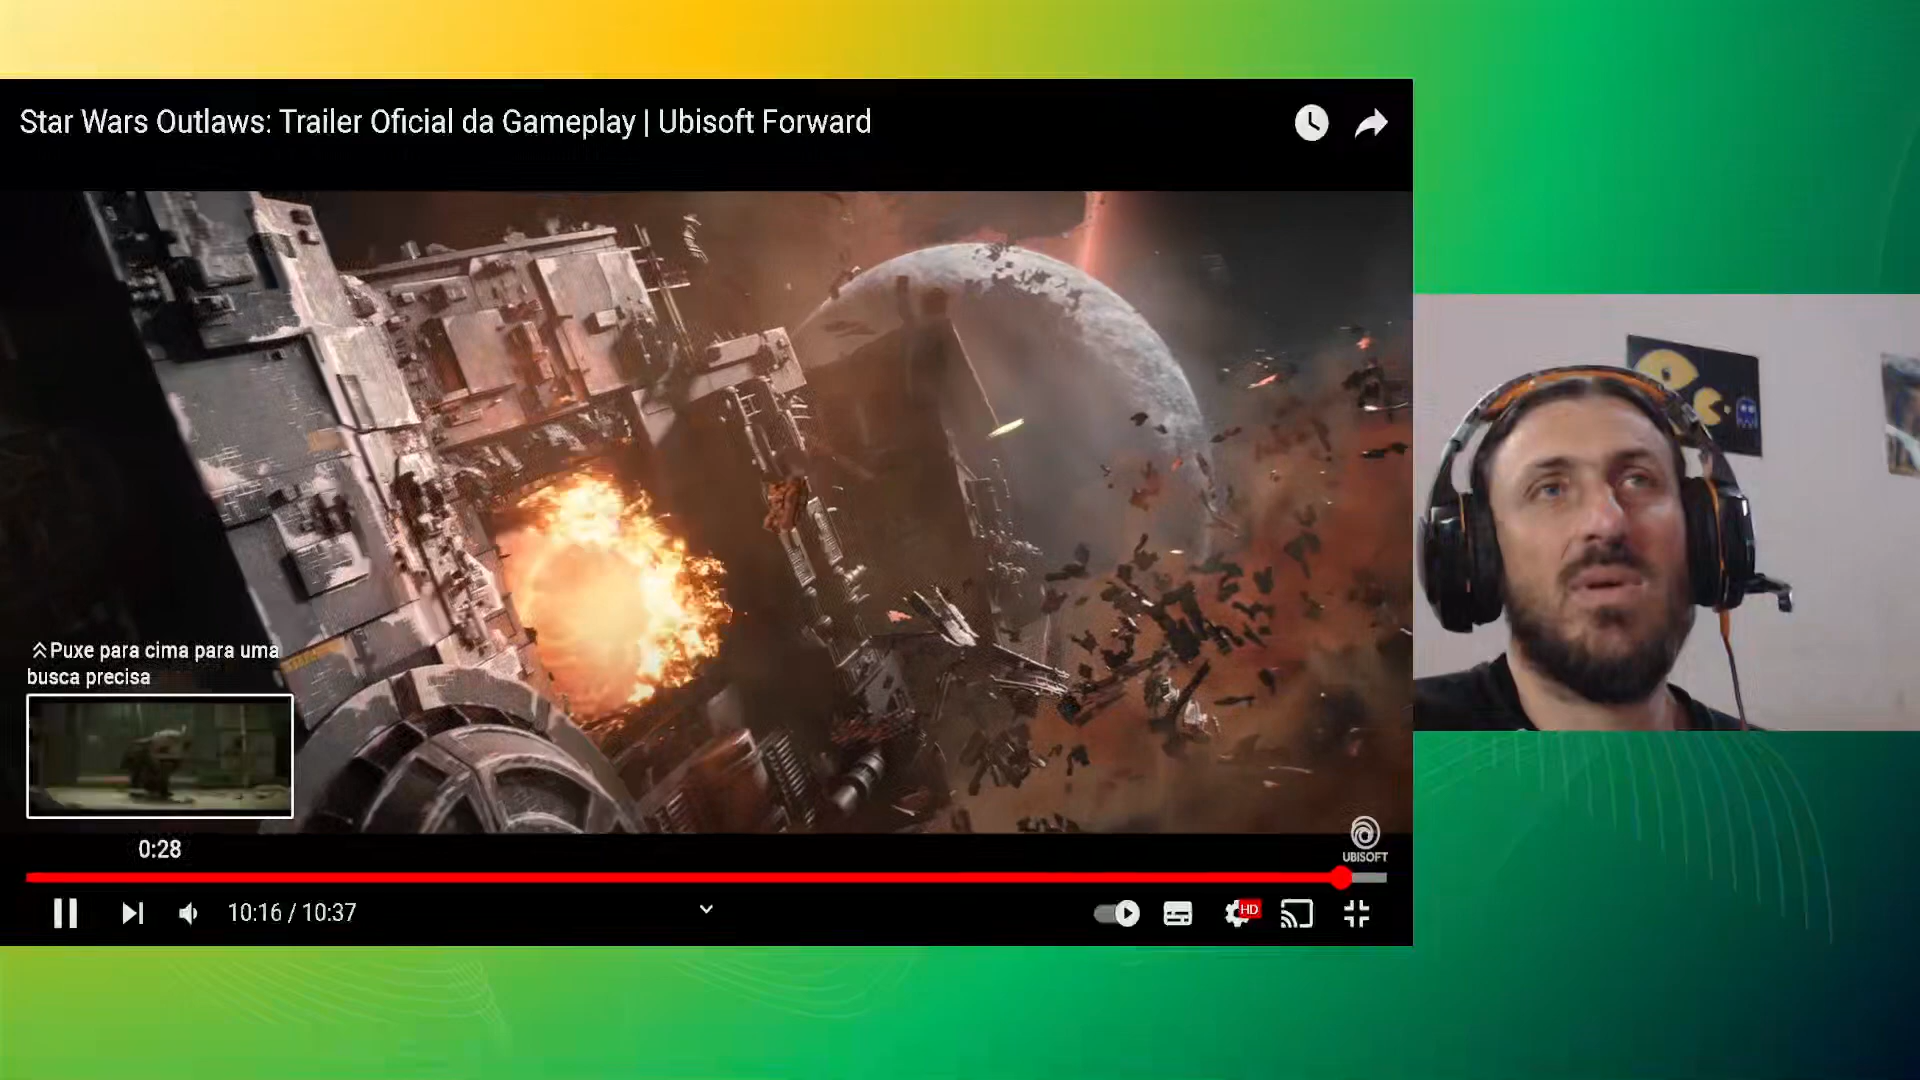 Star Wars Outlaws: Trailer Oficial da Gameplay | Ubisoft Forward
Puxe para cima para uma
busca precisa
0:28
UBISOFT
10:16 / 10:37
HD